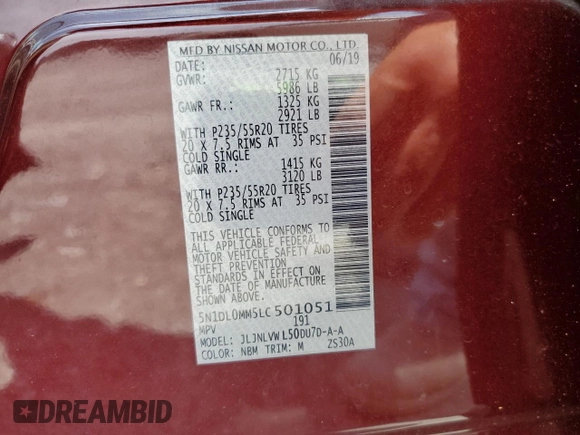 MFD BY NISSAN MOTOR CO., LTD.
DATE: 06/19
GVWR: 2715 KG
5986 LB
GAWR FR.: 1325 KG
2921 LB
WITH P235/55R20 TIRES
20 X 7.5 RIMS AT 35 PSI
COLD SINGLE
GAWR RR.: 1415 KG
3120 LB
WITH P235/55R20 TIRES
20 X 7.5 RIMS AT 35 PSI
COLD SINGLE
THIS VEHICLE CONFORMS TO
ALL APPLICABLE FEDERAL
MOTOR VEHICLE SAFETY AND
THEFT PREVENTION
STANDARDS IN EFFECT ON
THE DATE OF MANUFACTURE
SHOWN ABOVE.
5N1DL0MM5LC501051
MPV 191
MODEL: JLJNLVWL50DU7D-A-A
COLOR: NBM TRIM: M ZS30A
DREAMBID